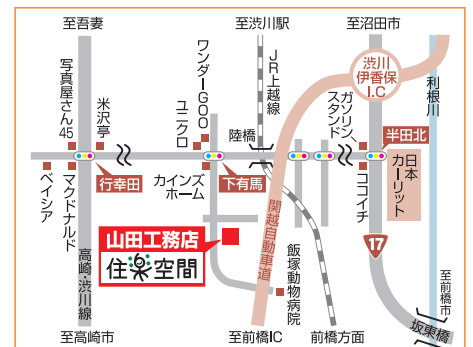 至吾妻
至渋川駅
至沼田市
写真屋さん45
米沢亭
ワンダーGOO
ユニクロ
JR上越線
陸橋
渋川
伊香保
I.C
ガソリン
スタンド
利根川
半田北
行幸田
カインズ
ホーム
下有馬
ベイシア
マクドナルド
ココイチ
日本
カーリット
高崎・渋川線
山田工務店
住楽空間
関越自動車道
飯塚動物病院
17
至前橋市
坂東橋
至高崎市
至前橋IC
前橋方面